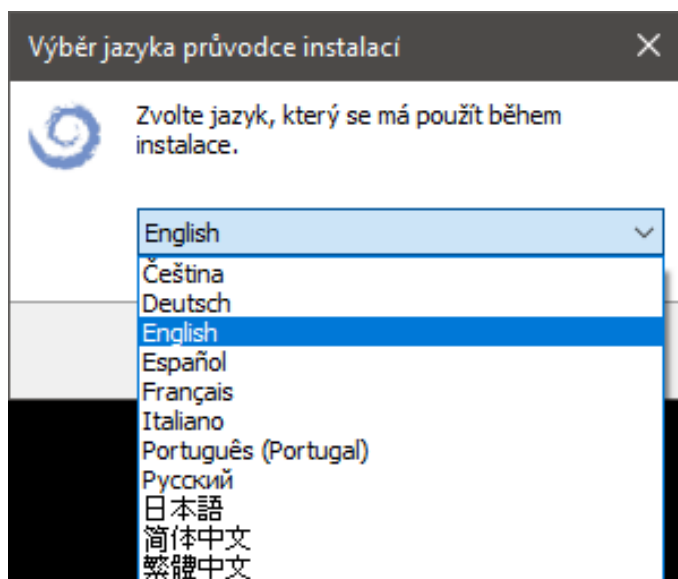 Výběr jazyka průvodce instalací
Zvolte jazyk, který se má použít během
instalace.
English
Čeština
Deutsch
English
Español
Français
Italiano
Português (Portugal)
Русский
日本語
简体中文
繁體中文